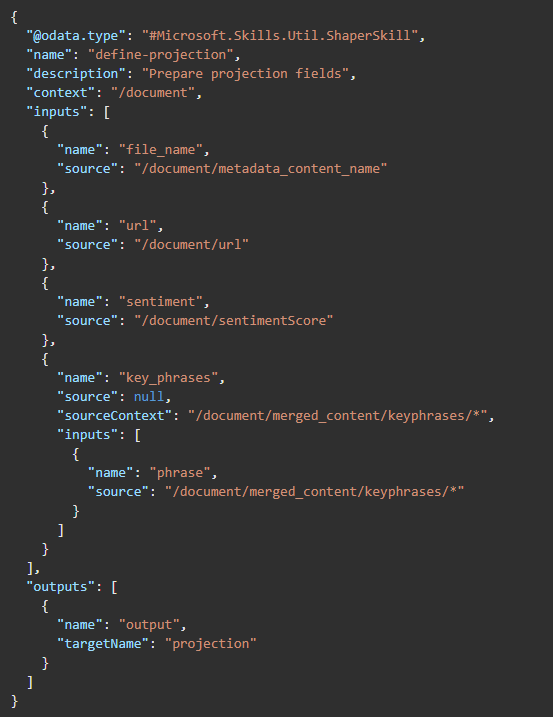 {
  "@odata.type": "#Microsoft.Skills.Util.ShaperSkill",
  "name": "define-projection",
  "description": "Prepare projection fields",
  "context": "/document",
  "inputs": [
    {
      "name": "file_name",
      "source": "/document/metadata_content_name"
    },
    {
      "name": "url",
      "source": "/document/url"
    },
    {
      "name": "sentiment",
      "source": "/document/sentimentScore"
    },
    {
      "name": "key_phrases",
      "source": null,
      "sourceContext": "/document/merged_content/keyphrases/*",
      "inputs": [
        {
          "name": "phrase",
          "source": "/document/merged_content/keyphrases/*"
        }
      ]
    }
  ],
  "outputs": [
    {
      "name": "output",
      "targetName": "projection"
    }
  ]
}